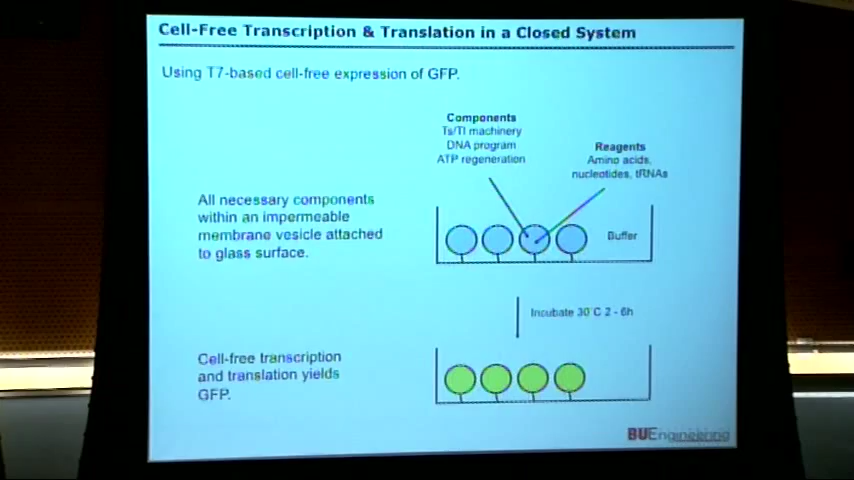 Cell-Free Transcription & Translation in a Closed System
Using T7-based cell-free expression of GFP.
Components
Ts/Tl machinery
DNA program
ATP regeneration
Reagents
Amino acids,
nucleotides, tRNAs
All necessary components
within an impermeable
membrane vesicle attached
to glass surface.
Buffer
Incubate 30°C 2 - 6h
Cell-free transcription
and translation yields
GFP.
BUEngineering